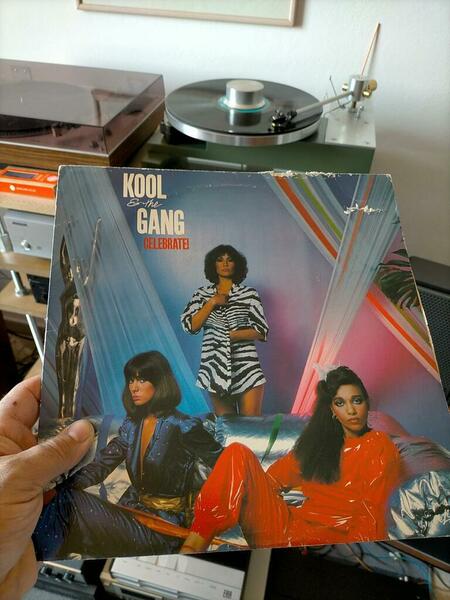 KOOL
& the
GANG
CELEBRATE!